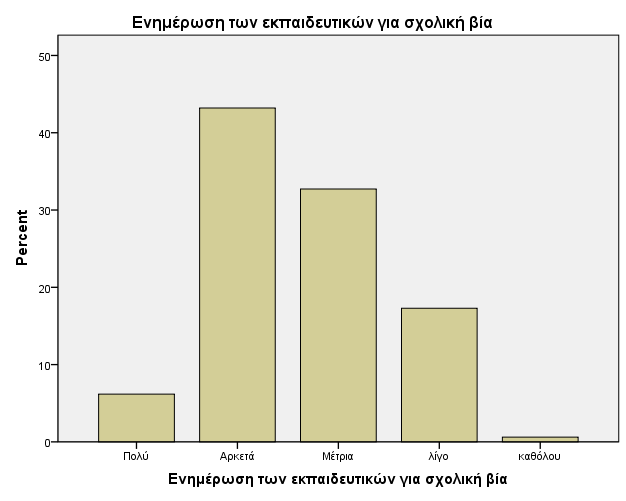 Ενημέρωση των εκπαιδευτικών για σχολική βία
50
40
30
20
10
0
Percent
Πολύ
Αρκετά
Μέτρια
λίγο
καθόλου
Ενημέρωση των εκπαιδευτικών για σχολική βία